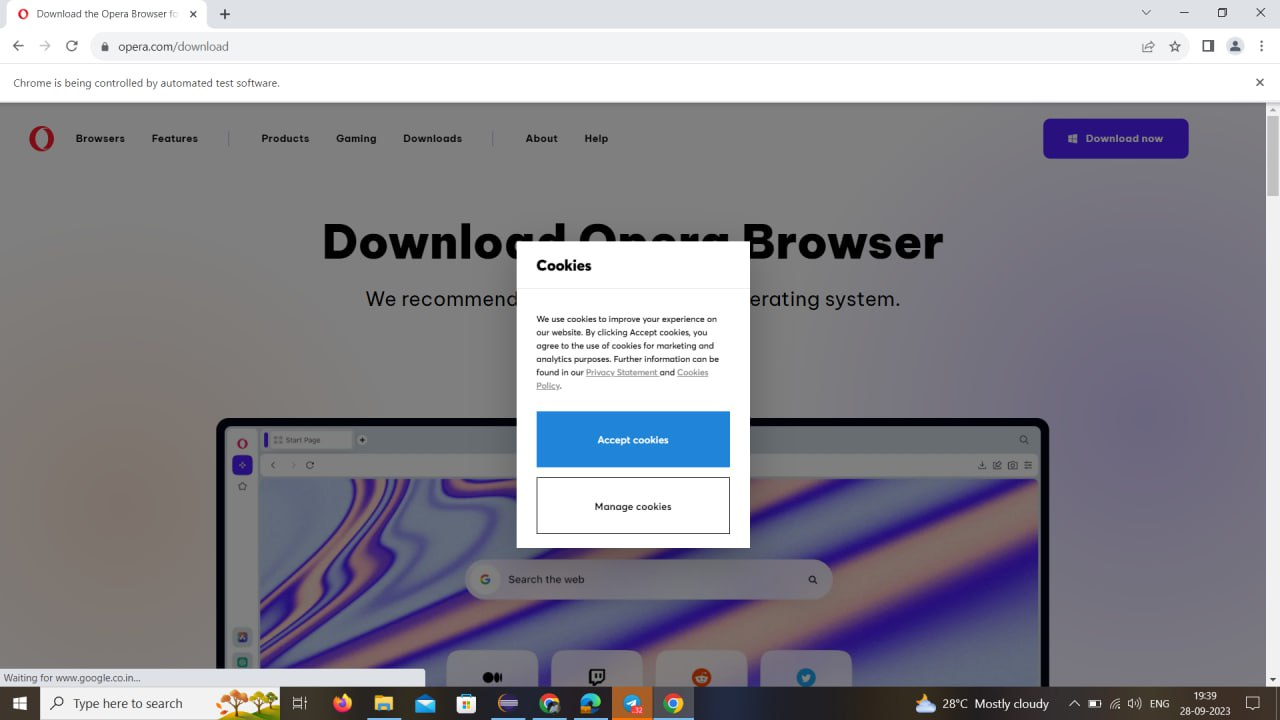 Download the Opera Browser fo
opera.com/download
Chrome is being controlled by automated test software.
Browsers
Features
Products
Gaming
Downloads
About
Help
Download now
Download Opera Browser
We recommend
erating system.
Cookies
We use cookies to improve your experience on
our website. By clicking Accept cookies, you
agree to the use of cookies for marketing and
analytics purposes. Further information can be
found in our Privacy Statement and Cookies
Policy.
Accept cookies
Manage cookies
Start Page
Search the web
Waiting for www.google.co.in...
Type here to search
32
28°C Mostly cloudy
ENG
19:39
28-09-2023